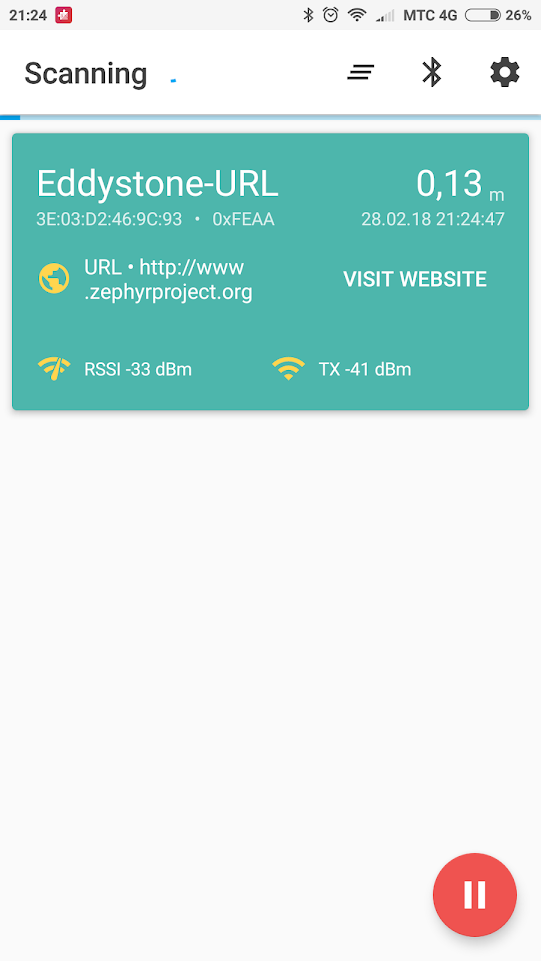 21:24 МТС 4G 26%
Scanning
Eddystone-URL 0,13 m
3E:03:D2:46:9C:93 • 0xFEAA 28.02.18 21:24:47
URL • http://www
.zephyrproject.org
VISIT WEBSITE
RSSI -33 dBm TX -41 dBm